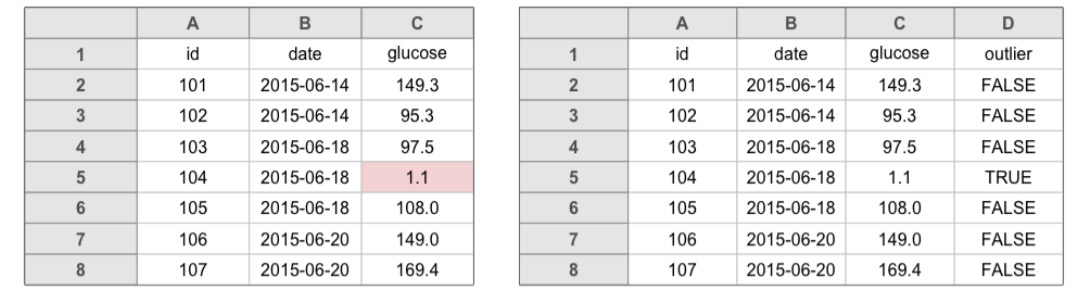 A B C
1 id date glucose
2 101 2015-06-14 149.3
3 102 2015-06-14 95.3
4 103 2015-06-18 97.5
5 104 2015-06-18 1.1
6 105 2015-06-18 108.0
7 106 2015-06-20 149.0
8 107 2015-06-20 169.4
A B C D
1 id date glucose outlier
2 101 2015-06-14 149.3 FALSE
3 102 2015-06-14 95.3 FALSE
4 103 2015-06-18 97.5 FALSE
5 104 2015-06-18 1.1 TRUE
6 105 2015-06-18 108.0 FALSE
7 106 2015-06-20 149.0 FALSE
8 107 2015-06-20 169.4 FALSE